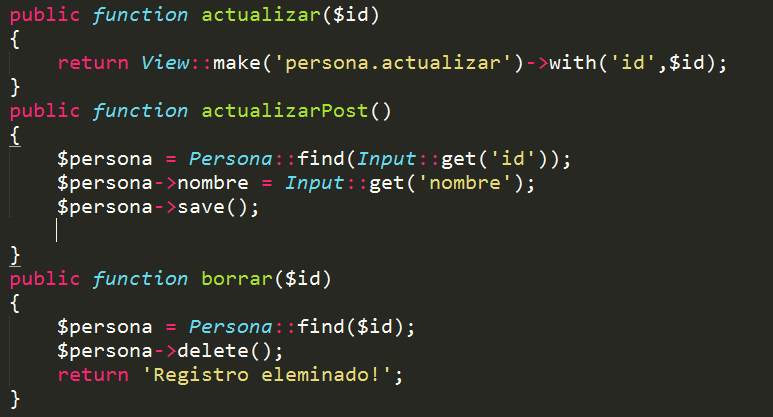 public function actualizar($id)
{
    return View::make('persona.actualizar')->with('id',$id);
}
public function actualizarPost()
{
    $persona = Persona::find(Input::get('id'));
    $persona->nombre = Input::get('nombre');
    $persona->save();
}
public function borrar($id)
{
    $persona = Persona::find($id);
    $persona->delete();
    return 'Registro eleminado!';
}